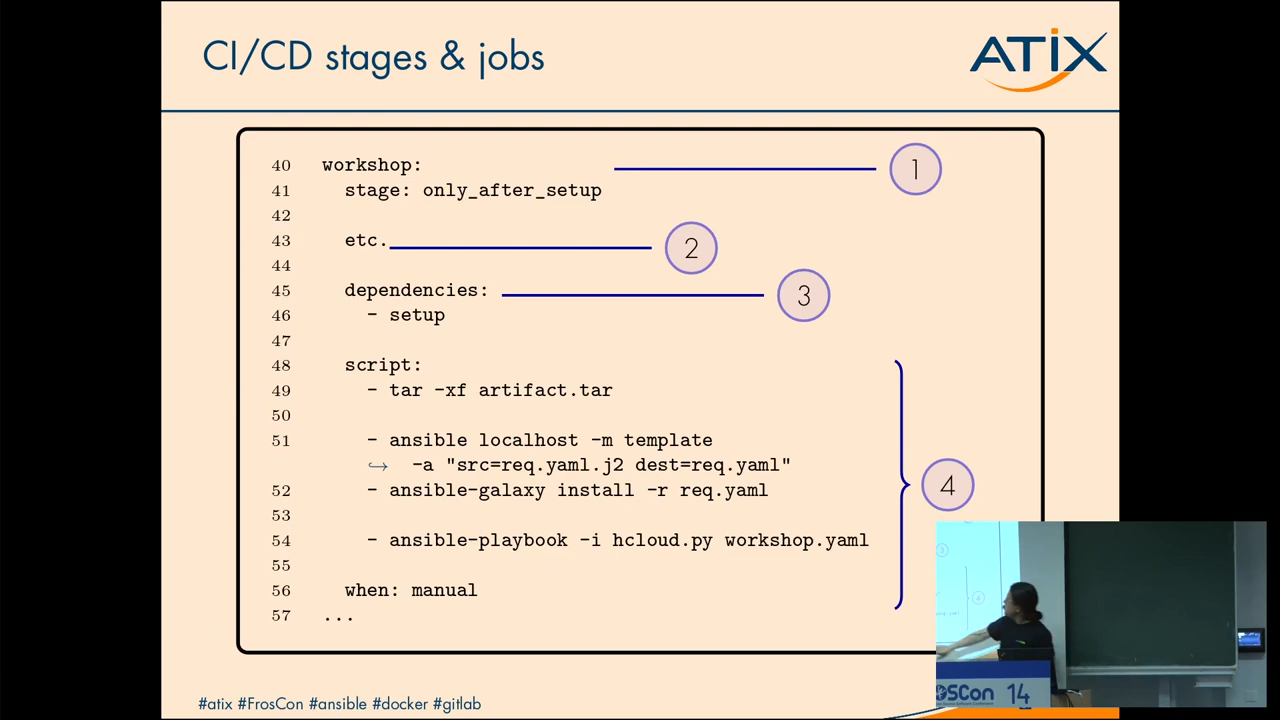 CI/CD stages & jobs
ATIX
40 workshop:
1
41 stage: only_after_setup
42
43 etc.
2
44
45 dependencies:
3
46 - setup
47
48 script:
49 - tar -xf artifact.tar
50
51 - ansible localhost -m template
↪ -a "src=req.yaml.j2 dest=req.yaml"
52 - ansible-galaxy install -r req.yaml
4
53
54 - ansible-playbook -i hcloud.py workshop.yaml
55
56 when: manual
57 ...
#atix #FrosCon #ansible #docker #gitlab
OSCon 14